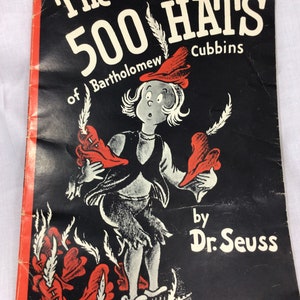 The
500 HATS
of Bartholomew
Cubbins
by
Dr. Seuss